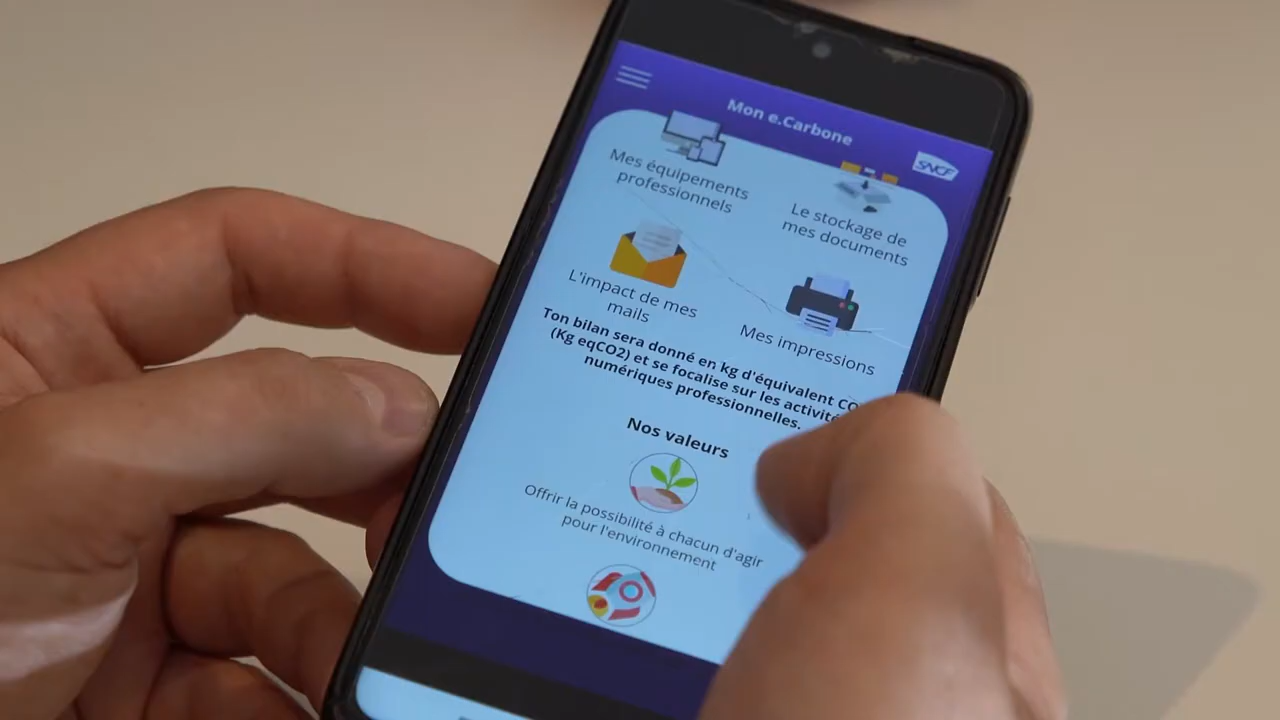 Mon e.Carbone
SNCF
Mes équipements
professionnels
Le stockage de
mes documents
L'impact de mes
mails
Mes impressions
Ton bilan sera donné en kg d'équivalent
(Kg eqCO2) et se focalise sur les
numériques professionnelles.
Nos valeurs
Offrir la possibilité à chacun d'agir
pour l'environnement